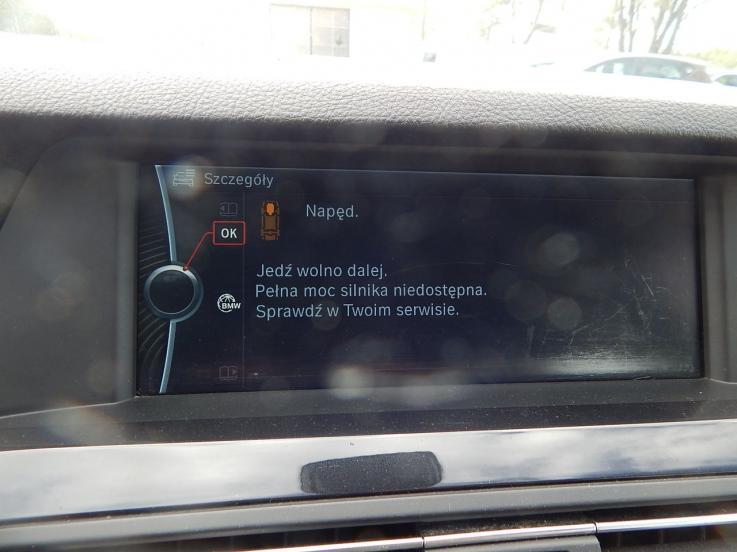 Szczegóły
Napęd.
OK
Jedź wolno dalej.
Pełna moc silnika niedostępna.
BMW
Sprawdź w Twoim serwisie.